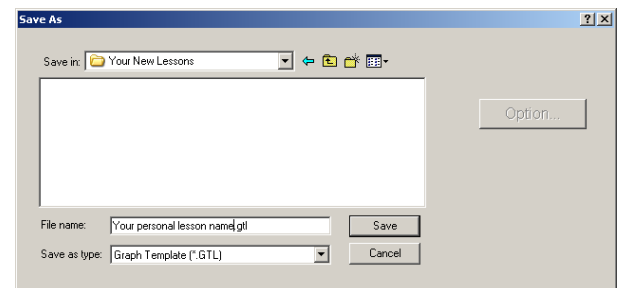 Save As
Save in: Your New Lessons
Option...
File name: Your personal lesson name.gtl Save
Save as type: Graph Template (*.GTL) Cancel